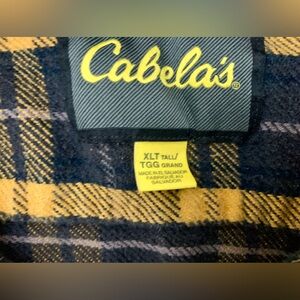 Cabela's®
XLT TALL/
TGG GRAND
MADE IN EL SALVADOR
FABRIQUÉ AU
SALVADOR